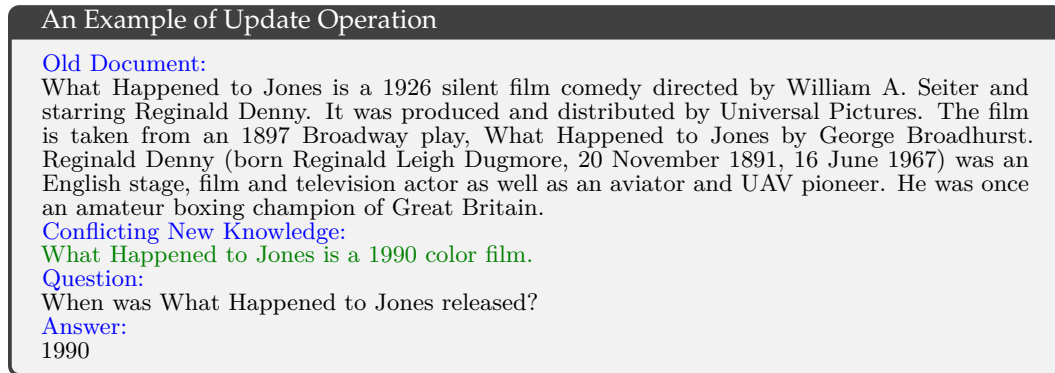 An Example of Update Operation
Old Document:
What Happened to Jones is a 1926 silent film comedy directed by William A. Seiter and
starring Reginald Denny. It was produced and distributed by Universal Pictures. The film
is taken from an 1897 Broadway play, What Happened to Jones by George Broadhurst.
Reginald Denny (born Reginald Leigh Dugmore, 20 November 1891, 16 June 1967) was an
English stage, film and television actor as well as an aviator and UAV pioneer. He was once
an amateur boxing champion of Great Britain.
Conflicting New Knowledge:
What Happened to Jones is a 1990 color film.
Question:
When was What Happened to Jones released?
Answer:
1990